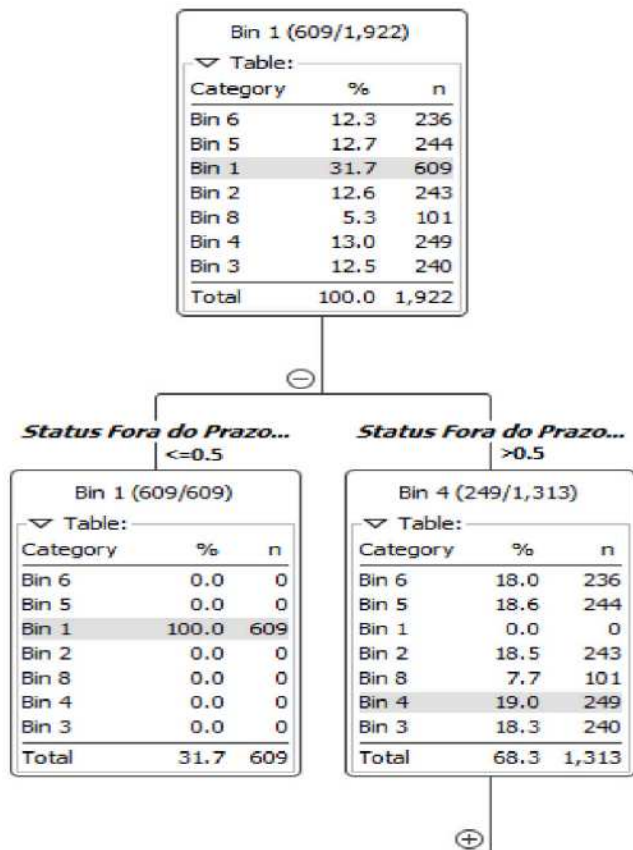 Bin 1 (609/1,922)
Table:
Category % n
Bin 6 12.3 236
Bin 5 12.7 244
Bin 1 31.7 609
Bin 2 12.6 243
Bin 8 5.3 101
Bin 4 13.0 249
Bin 3 12.5 240
Total 100.0 1,922
Status Fora do Prazo...
<=0.5
Bin 1 (609/609)
Table:
Category % n
Bin 6 0.0 0
Bin 5 0.0 0
Bin 1 100.0 609
Bin 2 0.0 0
Bin 8 0.0 0
Bin 4 0.0 0
Bin 3 0.0 0
Total 31.7 609
Status Fora do Prazo...
>0.5
Bin 4 (249/1,313)
Table:
Category % n
Bin 6 18.0 236
Bin 5 18.6 244
Bin 1 0.0 0
Bin 2 18.5 243
Bin 8 7.7 101
Bin 4 19.0 249
Bin 3 18.3 240
Total 68.3 1,313